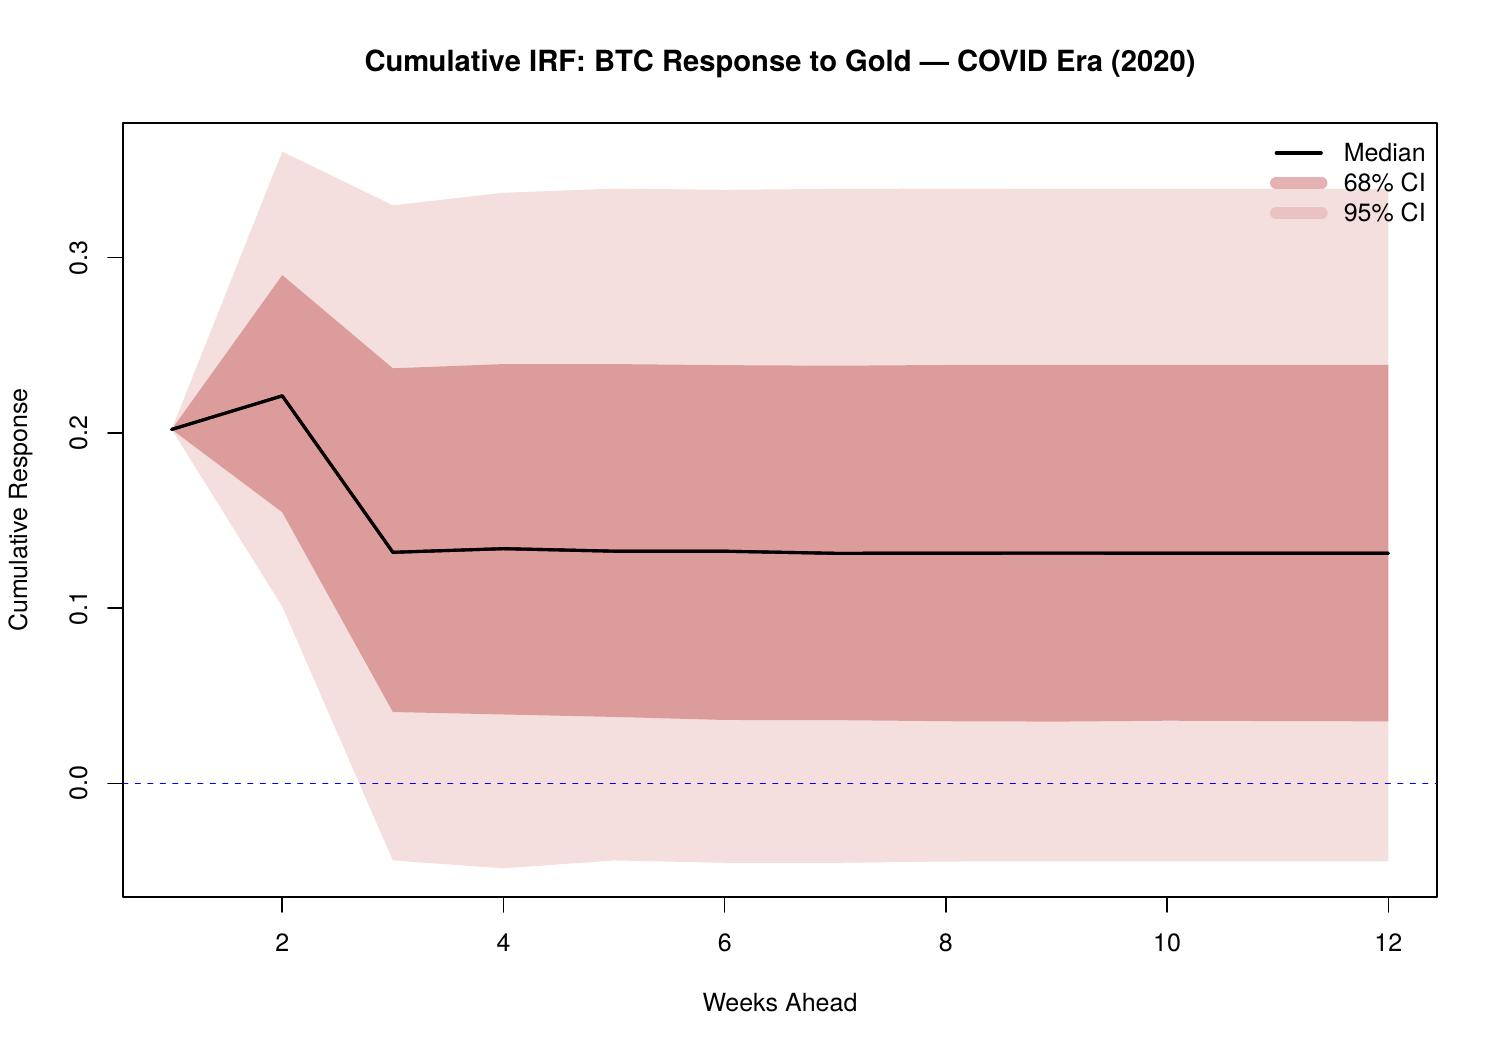 Cumulative IRF: BTC Response to Gold — COVID Era (2020)
Median
68% CI
95% CI
Cumulative Response
0.3
0.2
0.1
0.0
2 4 6 8 10 12
Weeks Ahead